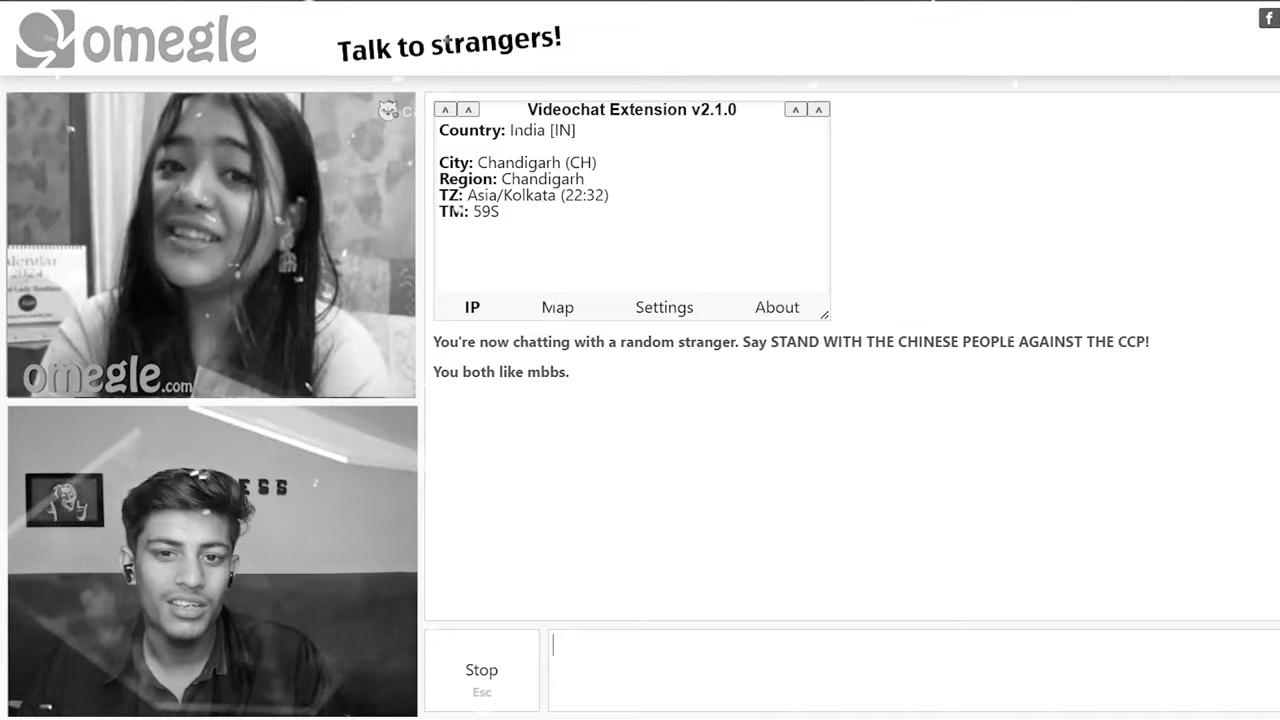 omegle
Talk to strangers!
f
Videochat Extension v2.1.0
Country: India [IN]
City: Chandigarh (CH)
Region: Chandigarh
TZ: Asia/Kolkata (22:32)
TM: 59S
IP Map Settings About
You're now chatting with a random stranger. Say STAND WITH THE CHINESE PEOPLE AGAINST THE CCP!
You both like mbbs.
omegle.com
ESS
Stop
Esc